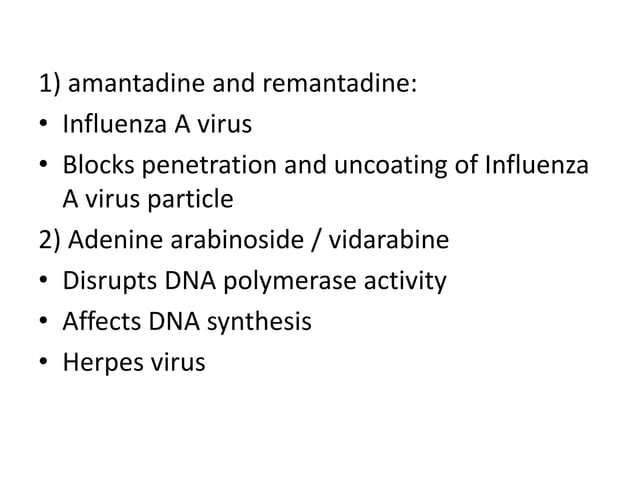 1) amantadine and remantadine:
• Influenza A virus
• Blocks penetration and uncoating of Influenza
A virus particle
2) Adenine arabinoside / vidarabine
• Disrupts DNA polymerase activity
• Affects DNA synthesis
• Herpes virus